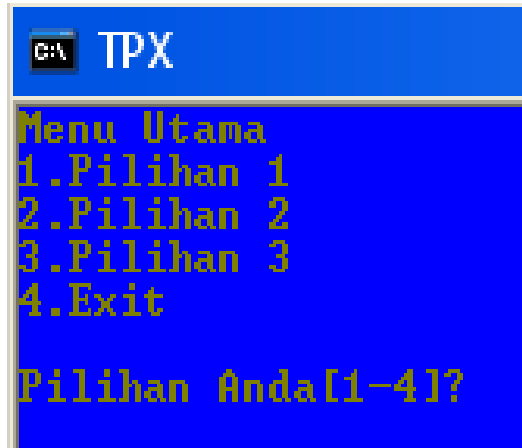 C:\ TPX
Menu Utama
1.Pilihan 1
2.Pilihan 2
3.Pilihan 3
4.Exit
Pilihan Anda[1-4]?